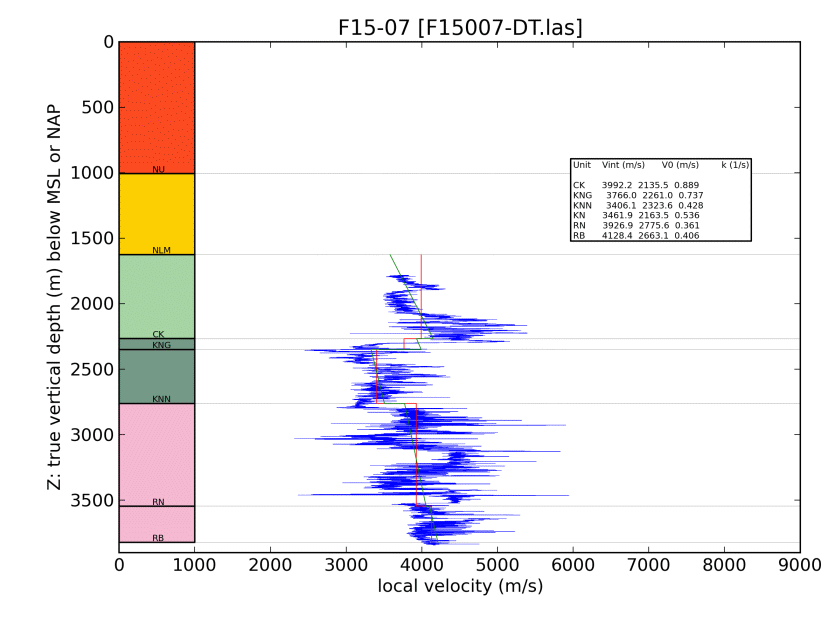 F15-07 [F15007-DT.las]
Z: true vertical depth (m) below MSL or NAP
0
500
1000
1500
2000
2500
3000
3500
NU
NLM
CK
KNG
KNN
RN
RB
Unit Vint (m/s) V0 (m/s) k (1/s)
CK 3992.2 2135.5 0.889
KNG 3766.0 2261.0 0.737
KNN 3406.1 2323.6 0.428
KN 3461.9 2163.5 0.536
RN 3926.9 2775.6 0.361
RB 4128.4 2663.1 0.406
0 1000 2000 3000 4000 5000 6000 7000 8000 9000
local velocity (m/s)